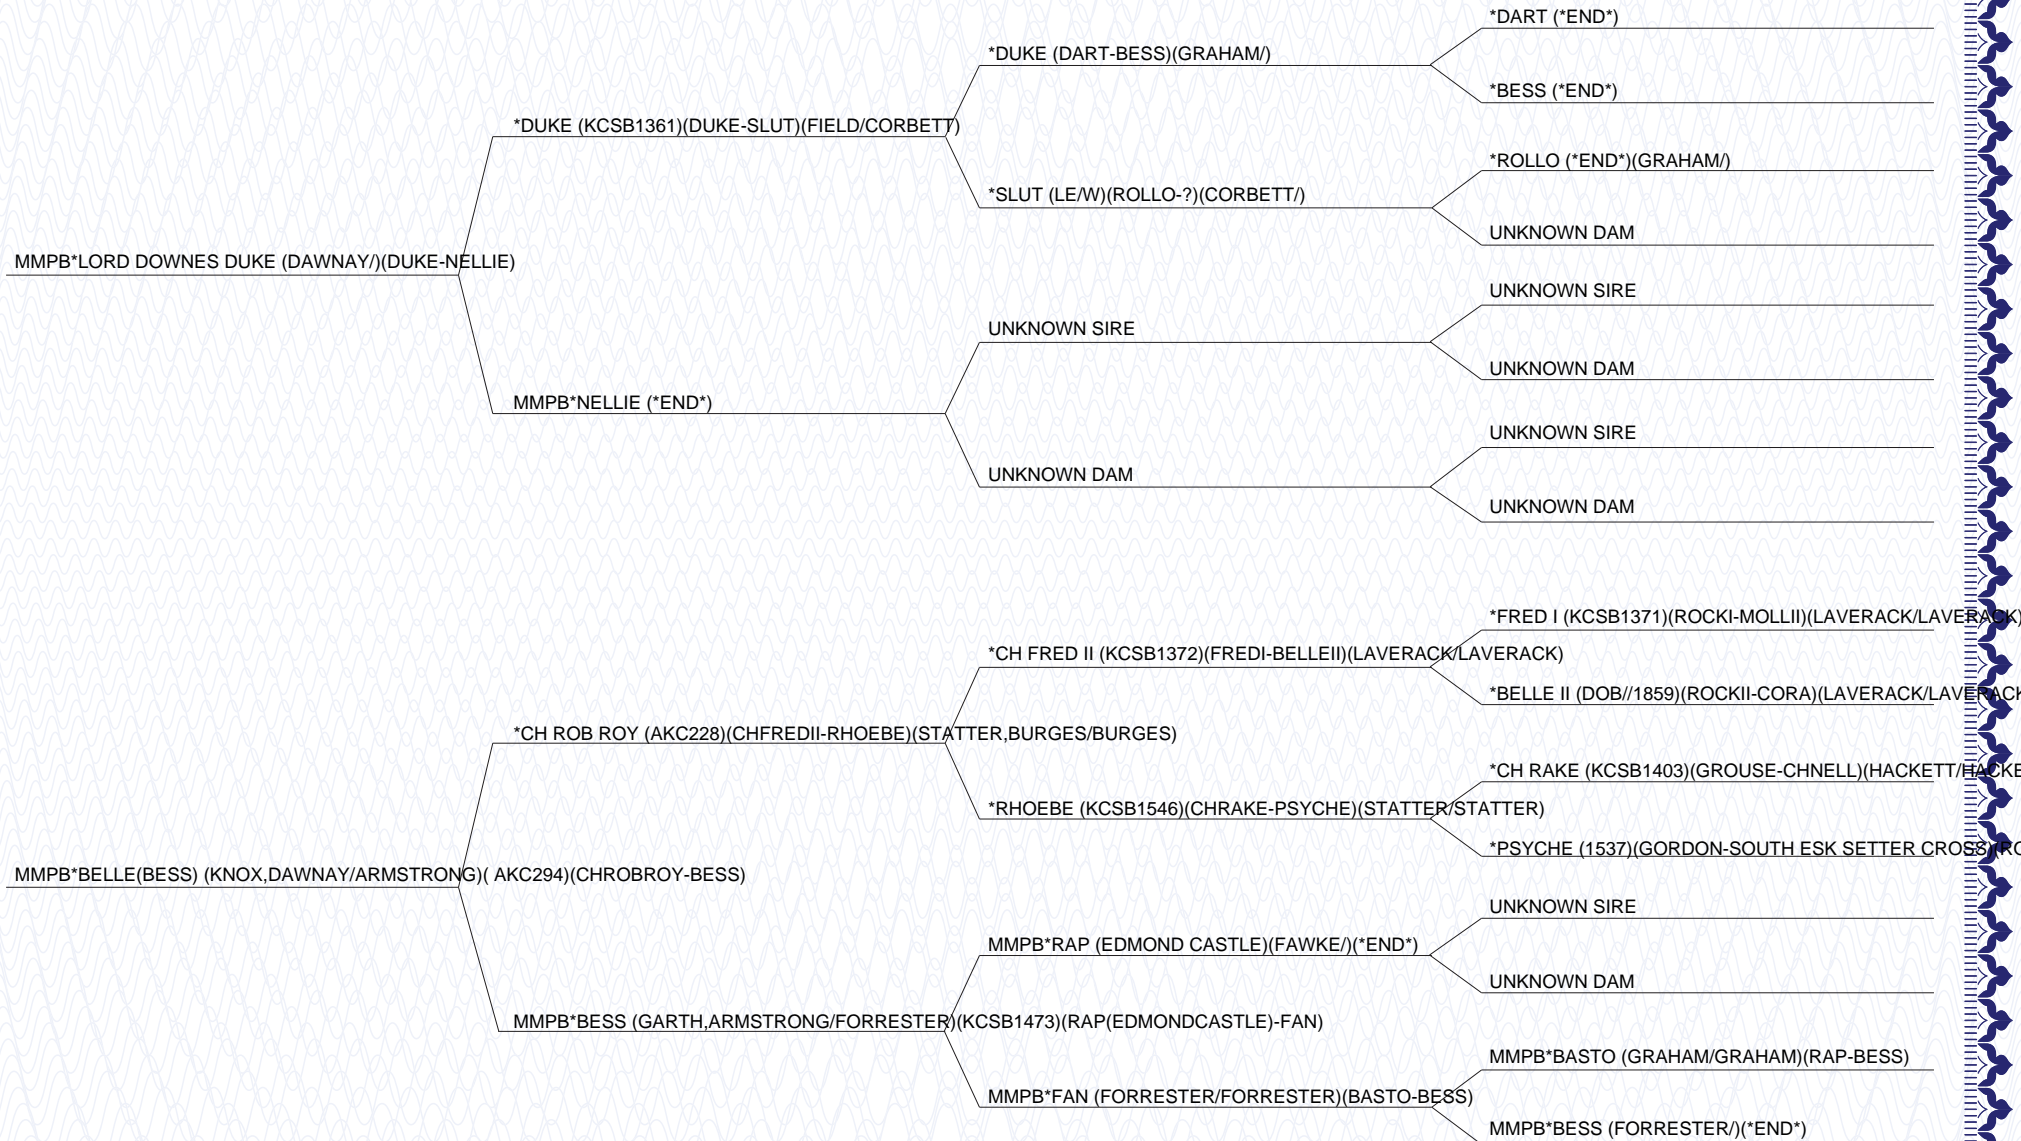 *DART (*END*)
*DUKE (DART-BESS)(GRAHAM/)
*BESS (*END*)
*DUKE (KCSB1361)(DUKE-SLUT)(FIELD/CORBETT)
*ROLLO (*END*)(GRAHAM/)
*SLUT (LE/W)(ROLLO-?)(CORBETT/)
UNKNOWN DAM
MMPB*LORD DOWNES DUKE (DAWNAY/)(DUKE-NELLIE)
UNKNOWN SIRE
UNKNOWN SIRE
UNKNOWN DAM
MMPB*NELLIE (*END*)
UNKNOWN SIRE
UNKNOWN DAM
UNKNOWN DAM
*FRED I (KCSB1371)(ROCKI-MOLLII)(LAVERACK/LAVERACK)
*CH FRED II (KCSB1372)(FREDI-BELLEII)(LAVERACK/LAVERACK)
*BELLE II (DOB//1859)(ROCKII-CORA)(LAVERACK/LAVERACK
*CH ROB ROY (AKC228)(CHFREDII-RHOEBE)(STATTER,BURGES/BURGES)
*CH RAKE (KCSB1403)(GROUSE-CHNELL)(HACKETT/HACKE
*RHOEBE (KCSB1546)(CHRAKE-PSYCHE)(STATTER/STATTER)
*PSYCHE (1537)(GORDON-SOUTH ESK SETTER CROSS)(RO
MMPB*BELLE(BESS) (KNOX,DAWNAY/ARMSTRONG)( AKC294)(CHROBROY-BESS)
UNKNOWN SIRE
MMPB*RAP (EDMOND CASTLE)(FAWKE/)(*END*)
UNKNOWN DAM
MMPB*BESS (GARTH,ARMSTRONG/FORRESTER)(KCSB1473)(RAP(EDMONDCASTLE)-FAN)
MMPB*BASTO (GRAHAM/GRAHAM)(RAP-BESS)
MMPB*FAN (FORRESTER/FORRESTER)(BASTO-BESS)
MMPB*BESS (FORRESTER/)(*END*)